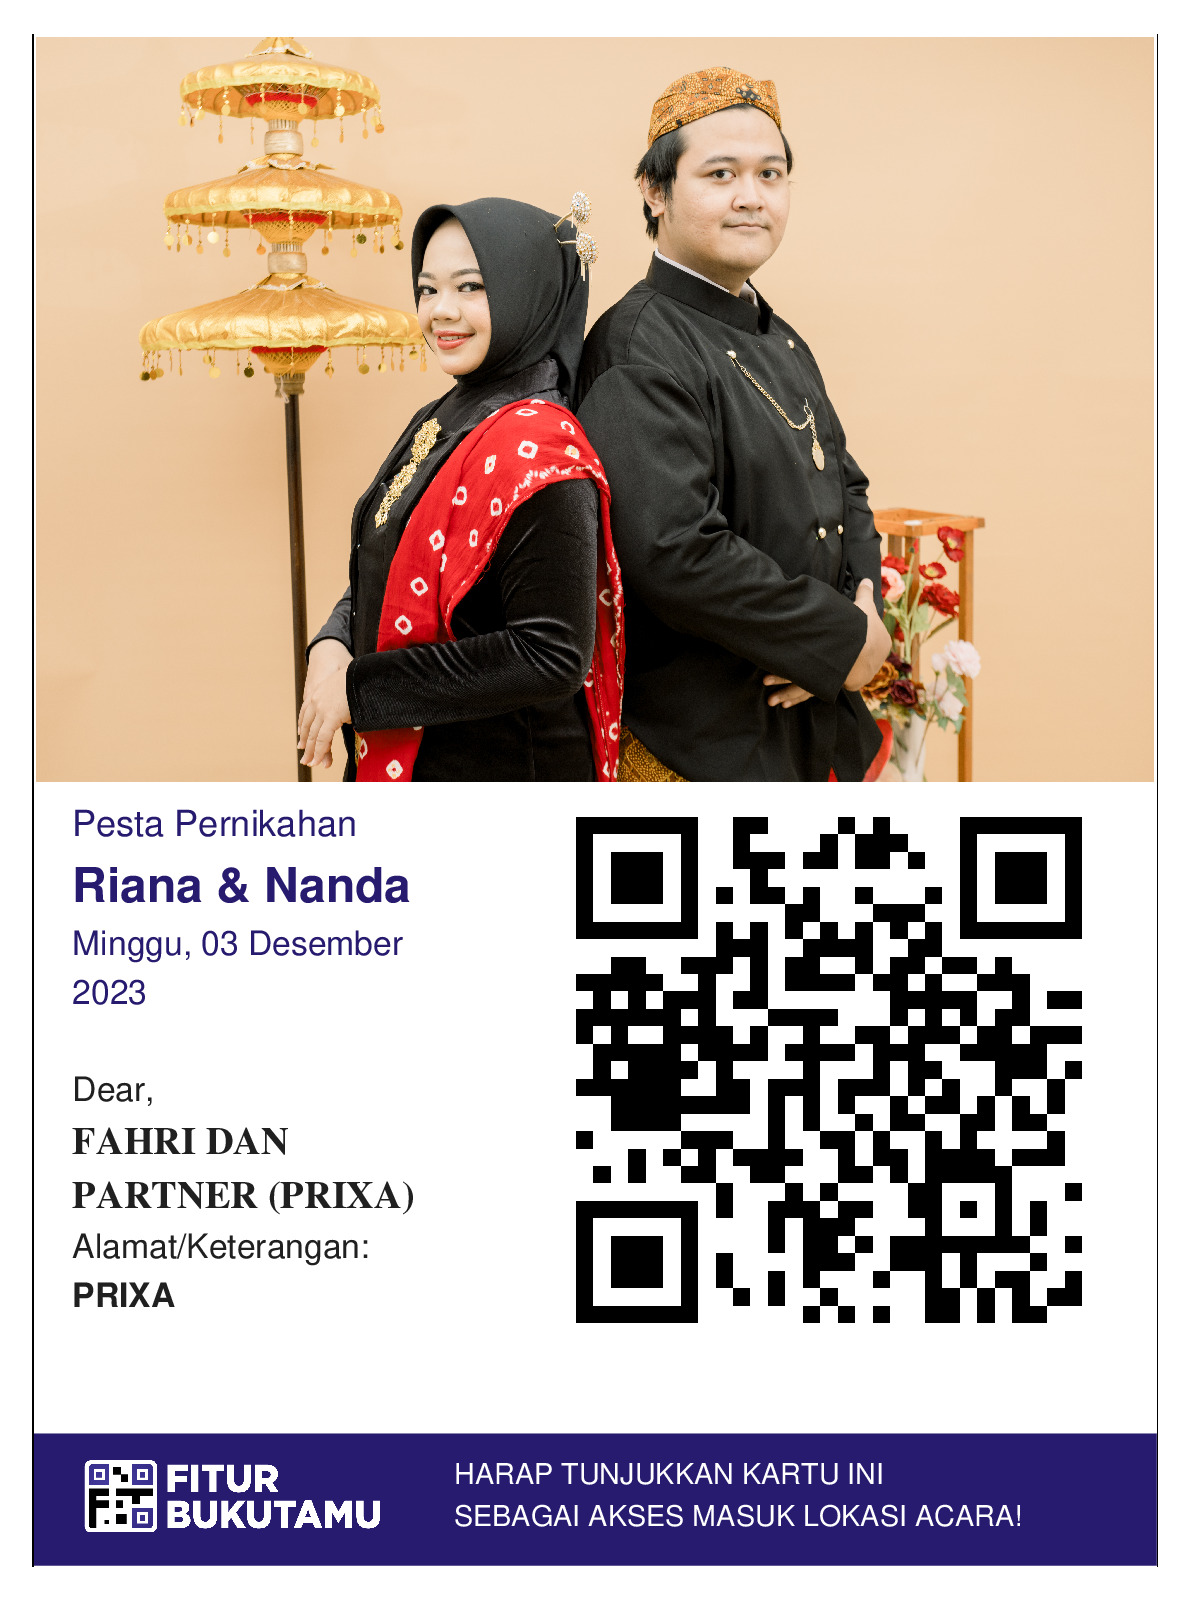 Pesta Pernikahan
Riana & Nanda
Minggu, 03 Desember
2023
Dear,
FAHRI DAN
PARTNER (PRIXA)
Alamat/Keterangan:
PRIXA
FiT
FITUR
BUKUTAMU
HARAP TUNJUKKAN KARTU INI
SEBAGAI AKSES MASUK LOKASI ACARA!